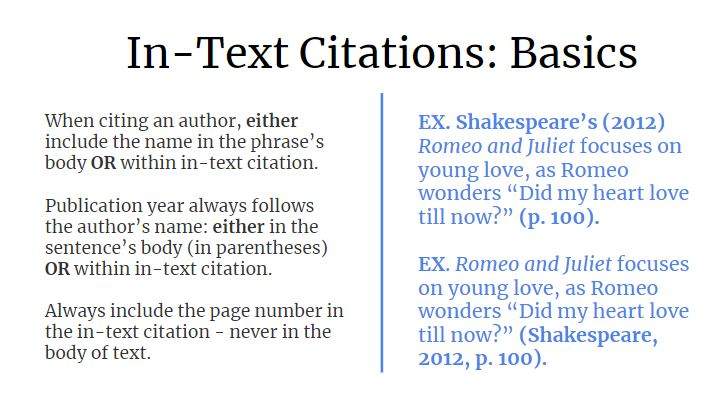 In-Text Citations: Basics
When citing an author, either
include the name in the phrase’s
body OR within in-text citation.
Publication year always follows
the author’s name: either in the
sentence’s body (in parentheses)
OR within in-text citation.
Always include the page number in
the in-text citation - never in the
body of text.
EX. Shakespeare’s (2012)
Romeo and Juliet focuses on
young love, as Romeo
wonders “Did my heart love
till now?” (p. 100).
EX. Romeo and Juliet focuses
on young love, as Romeo
wonders “Did my heart love
till now?” (Shakespeare,
2012, p. 100).